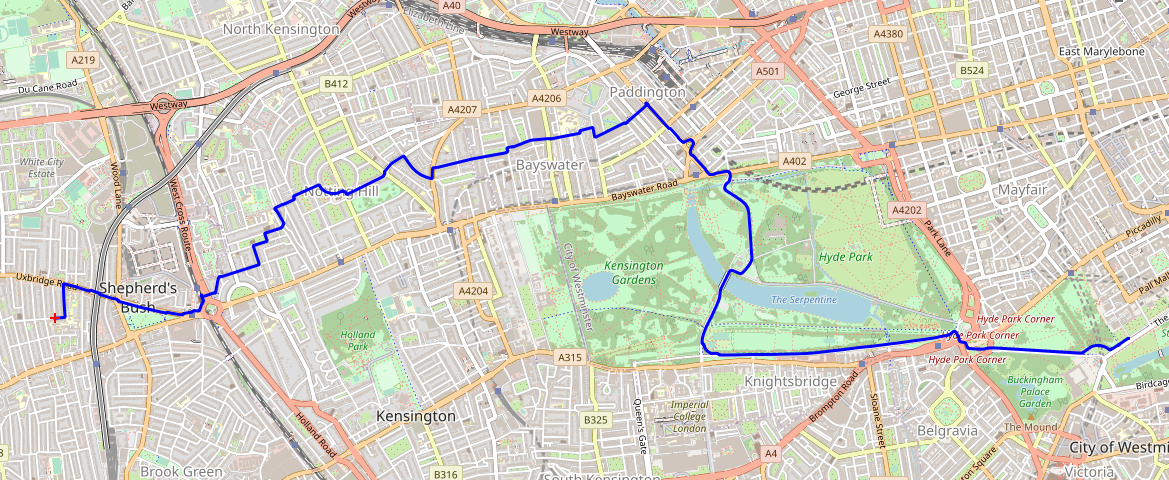 A40
Elizabeth Line
Westway
Westway
A4380
North Kensington
A219
East Marylebone
A501
B524
Du Cane Road
B412
George Street
Paddington
A4206
Westway
A4207
White City
Estate
Wood Lane
A402
Bayswater
Notting Hill
Mayfair
Bayswater Road
West Cross Route
A4202
Piccadilly
Park Lane
City of Westminster
Hyde Park
Kensington
Gardens
Uxbridge Road
Shepherd's
Bush
A4204
The Serpentine
Pall Mall
Holland
Park
Hyde Park Corner
The
Hyde Park Corner
A315
Hyde Park Corner
Knightsbridge
Buckingham
Palace
Garden
Birdcage
Brompton Road
Sloane Street
Queen's Gate
Imperial
College
London
Kensington
Holland Road
B325
The Mound
Belgravia
City of Westmi
A4
Brook Green
B316
South Kensington
ton Square
Victoria